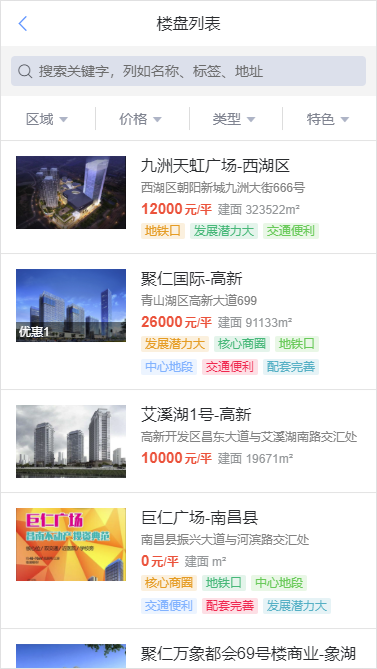 楼盘列表
搜索关键字，列如名称、标签、地址
区域 价格 类型 特色
九洲天虹广场-西湖区
西湖区朝阳新城九洲大街666号
12000元/平 建面 323522m²
地铁口 发展潜力大 交通便利
聚仁国际-高新
青山湖区高新大道699
26000元/平 建面 91133m²
优惠1
发展潜力大 核心商圈 地铁口
中心地段 交通便利 配套完善
艾溪湖1号-高新
高新开发区昌东大道与艾溪湖南路交汇处
10000元/平 建面 19671m²
巨仁广场
巨仁广场-南昌县
南昌县振兴大道与河滨路交汇处
0元/平 建面 m²
核心商圈 地铁口 中心地段
交通便利 配套完善 发展潜力大
聚仁万象都会69号楼商业-象湖